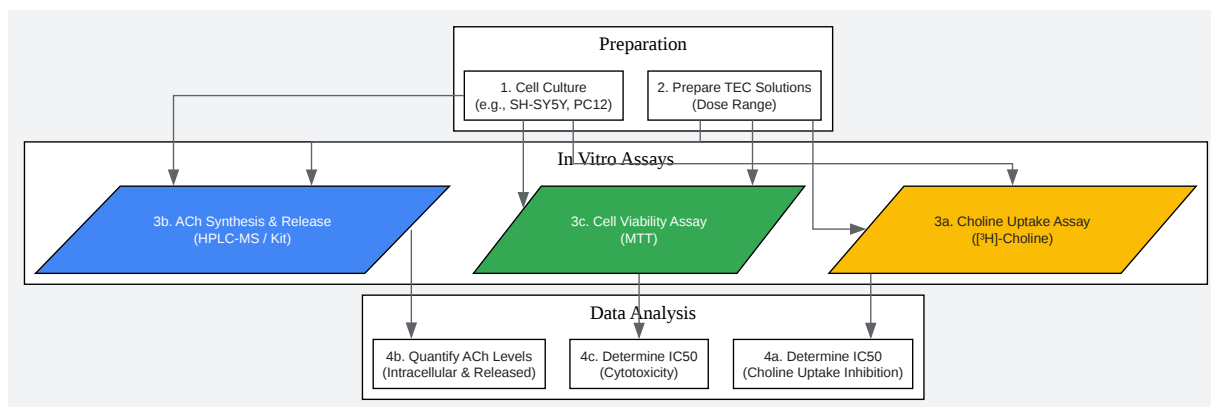 Preparation
1. Cell Culture
(e.g., SH-SY5Y, PC12)
2. Prepare TEC Solutions
(Dose Range)
In Vitro Assays
3b. ACh Synthesis & Release
(HPLC-MS / Kit)
3c. Cell Viability Assay
(MTT)
3a. Choline Uptake Assay
([³H]-Choline)
Data Analysis
4b. Quantify ACh Levels
(Intracellular & Released)
4c. Determine IC50
(Cytotoxicity)
4a. Determine IC50
(Choline Uptake Inhibition)